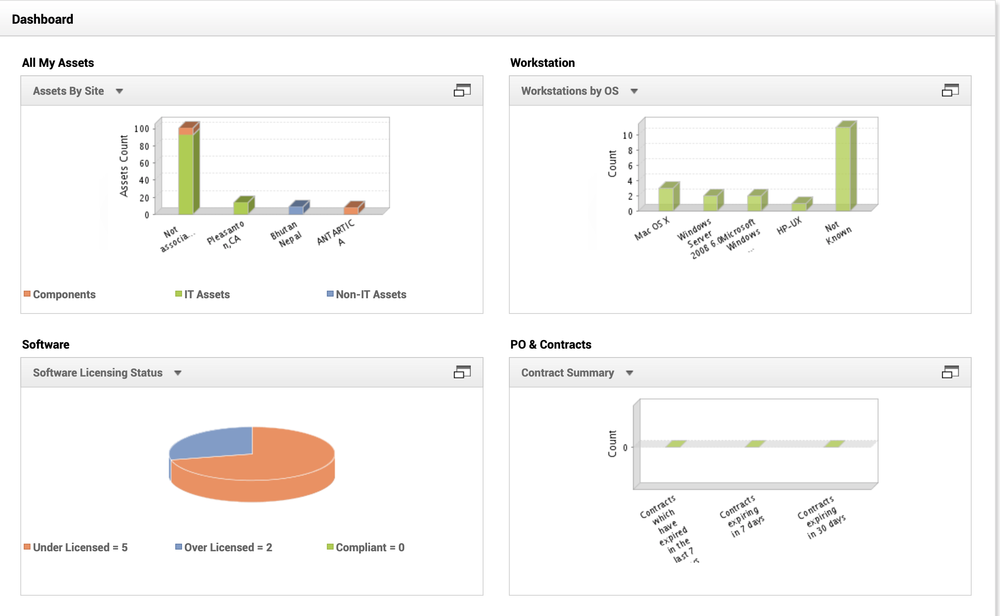 Dashboard
All My Assets
Assets By Site
Assets Count
100
80
60
40
20
0
Not
associa...
Pleasanto
n,CA
Bhutan
Nepal
ANTARTIC
A
Components
IT Assets
Non-IT Assets
Workstation
Workstations by OS
Count
10
8
6
4
2
0
Mac OS X
Windows
Server
2008 6.0
Microsoft
Windows
...
HP-UX
Not
Known
Software
Software Licensing Status
Under Licensed = 5
Over Licensed = 2
Compliant = 0
PO & Contracts
Contract Summary
Count
0
Contracts
which
have
expired
in the
last 7
Contracts
expiring
in 7 days
Contracts
expiring
in 30 days